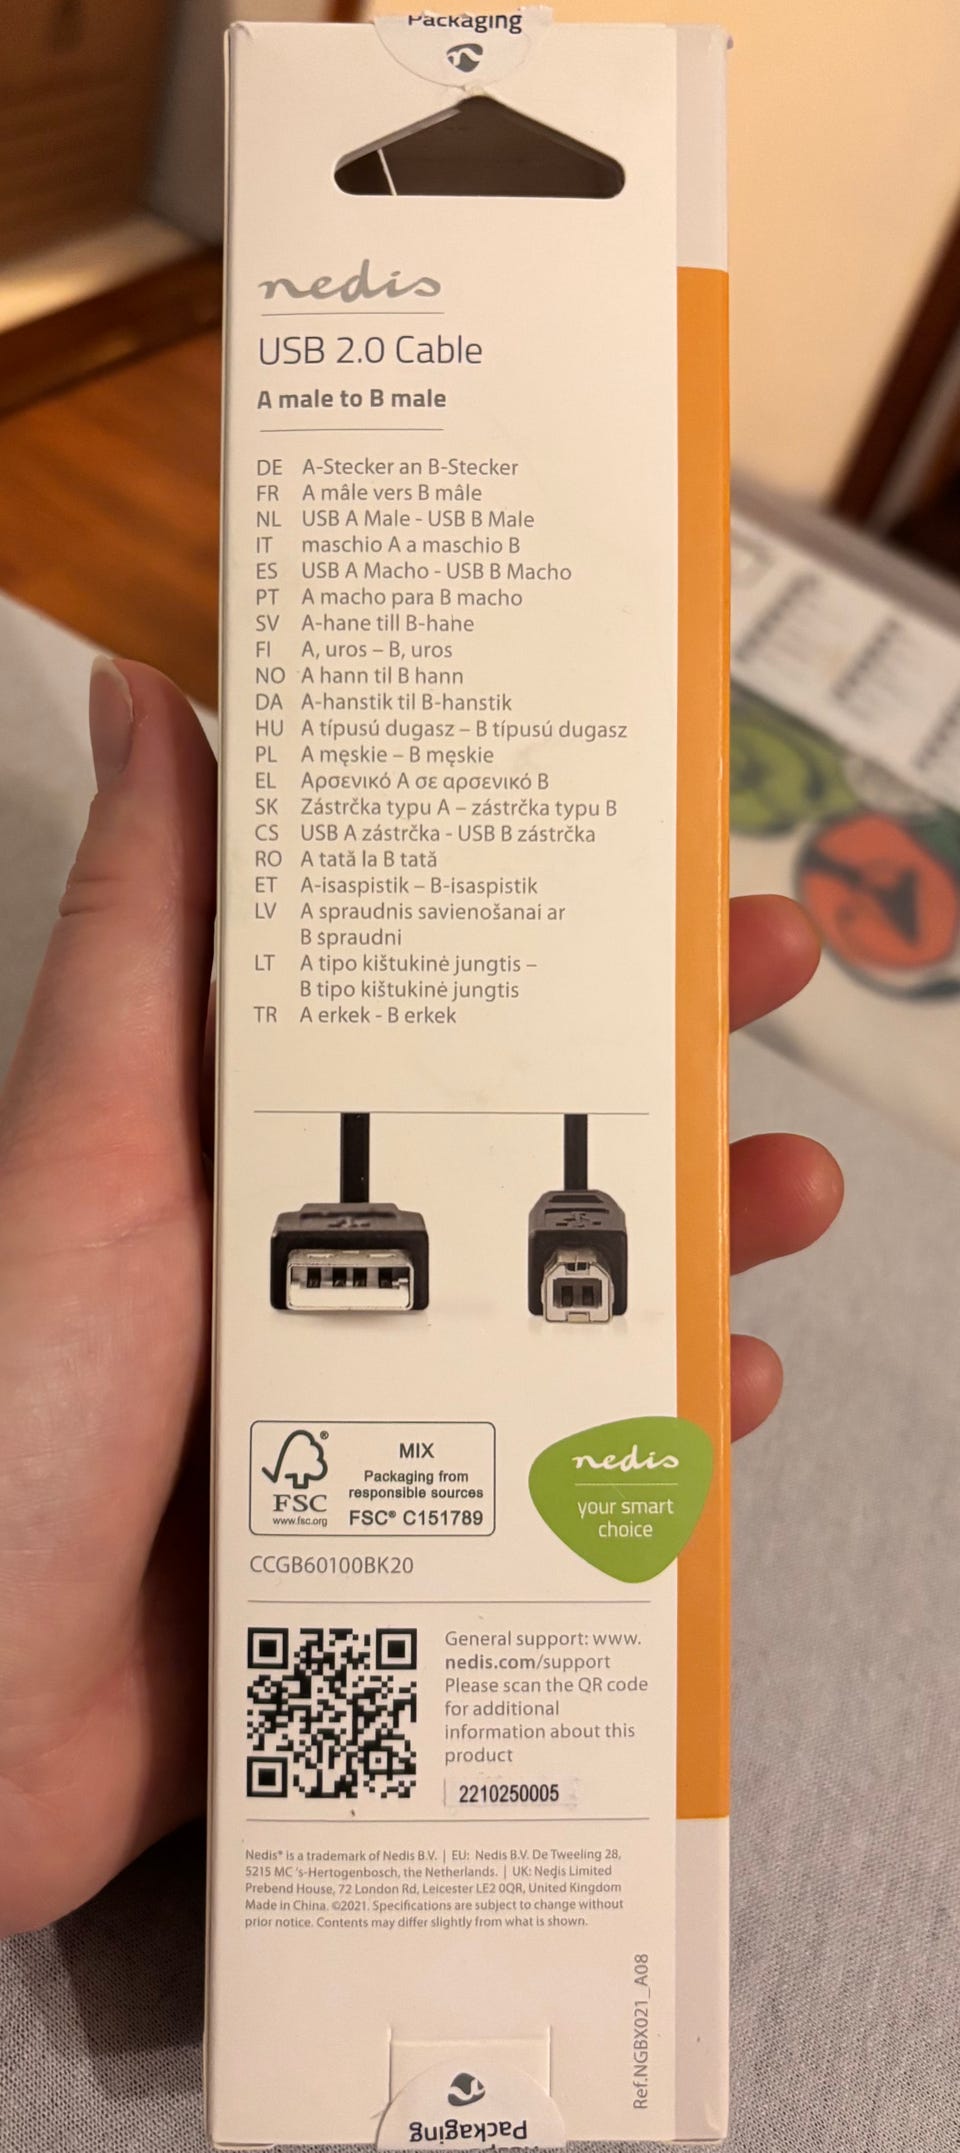 Packaging
nedis
USB 2.0 Cable
A male to B male
DE A-Stecker an B-Stecker
FR A mâle vers B mâle
NL USB A Male - USB B Male
IT maschio A a maschio B
ES USB A Macho - USB B Macho
PT A macho para B macho
SV A-hane till B-hane
FI A, uros – B, uros
NO A hann til B hann
DA A-hanstik til B-hanstik
HU A típusú dugasz – B típusú dugasz
PL A męskie – B męskie
EL Αρσενικό A σε αρσενικό B
SK Zástrčka typu A – zástrčka typu B
CS USB A zástrčka - USB B zástrčka
RO A tată la B tată
ET A-isaspistik – B-isaspistik
LV A spraudnis savienošanai ar
B spraudni
LT A tipo kištukinė jungtis –
B tipo kištukinė jungtis
TR A erkek - B erkek
FSC®
www.fsc.org
MIX
Packaging from
responsible sources
FSC® C151789
nedis
your smart
choice
CCGB60100BK20
General support: www.
nedis.com/support
Please scan the QR code
for additional
information about this
product
2210250005
Nedis® is a trademark of Nedis B.V. | EU: Nedis B.V. De Tweeling 28,
5215 MC 's-Hertogenbosch, the Netherlands. | UK: Nedis Limited
Prebend House, 72 London Rd, Leicester LE2 0QR, United Kingdom
Made in China. ©2021. Specifications are subject to change without
prior notice. Contents may differ slightly from what is shown.
Ref.NGBX021_A08
Packaging